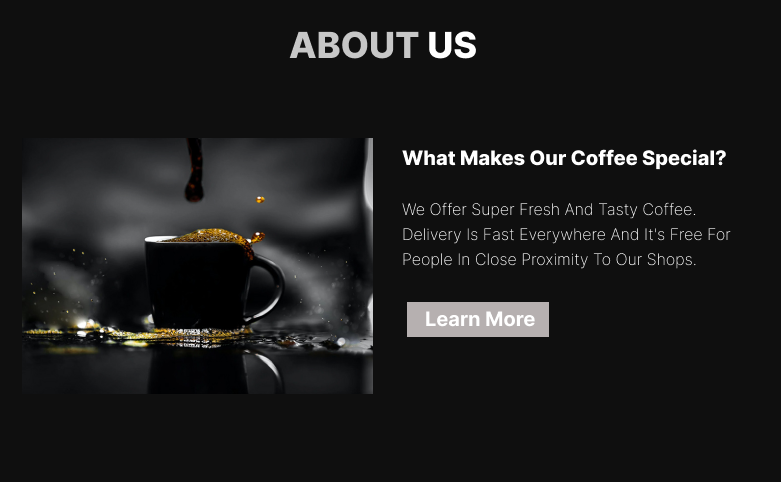 ABOUT US
What Makes Our Coffee Special?
We Offer Super Fresh And Tasty Coffee.
Delivery Is Fast Everywhere And It's Free For
People In Close Proximity To Our Shops.
Learn More